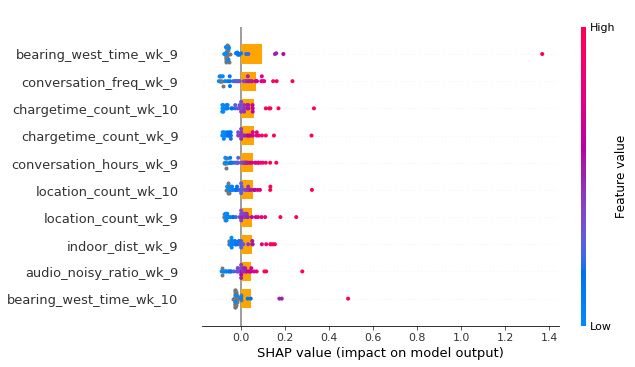 High
bearing_west_time_wk_9
conversation_freq_wk_9
chargetime_count_wk_10
chargetime_count_wk_9
conversation_hours_wk_9
location_count_wk_10
location_count_wk_9
indoor_dist_wk_9
audio_noisy_ratio_wk_9
bearing_west_time_wk_10
Feature value
Low
0.0 0.2 0.4 0.6 0.8 1.0 1.2 1.4
SHAP value (impact on model output)